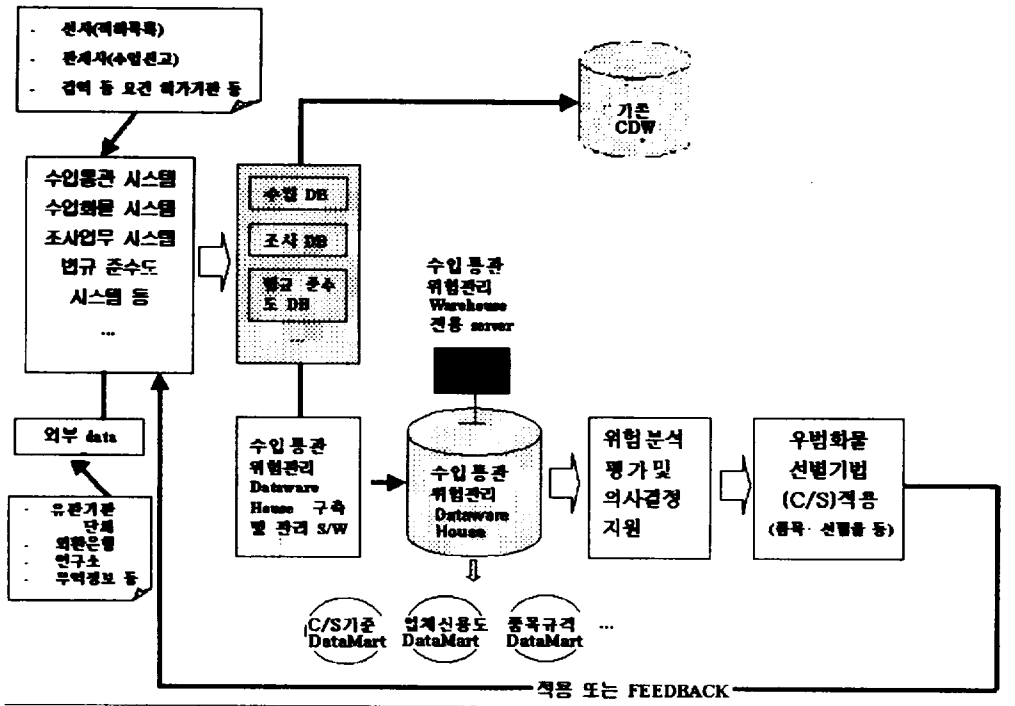 - 선사(적하목록)
- 관세사(수입신고)
- 검역 등 요건 허가기관 등
기존
CDW
수입통관 시스템
수입화물 시스템
조사업무 시스템
법규 준수도
시스템 등
...
수입 DB
조사 DB
법규 준수
도 DB
...
수입통관
위험관리
Warehouse
전용 server
외부 data
- 유관기관
단체
- 외환은행
- 연구소
- 무역정보 등
수입통관
위험관리
Dataware
House 구축
및 관리 S/W
수입통관
위험관리
Dataware
House
위험분석
평가및
의사결정
지원
우범화물
선별기법
(C/S)적용
(품목· 선별율 등)
C/S기준
DataMart
업체신용도
DataMart
품목규격
DataMart
...
적용 또는 FEEDBACK